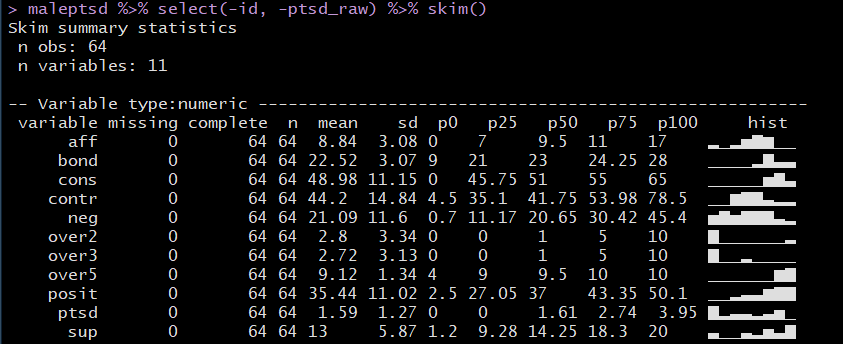 > maleptsd %>% select(-id, -ptsd_raw) %>% skim()
Skim summary statistics
 n obs: 64
 n variables: 11

-- Variable type:numeric -------------------------------------------------------
 variable missing complete  n  mean    sd  p0   p25   p50   p75  p100     hist
      aff       0       64 64  8.84  3.08 0    7     9.5  11    17
     bond       0       64 64 22.52  3.07 9   21    23    24.25 28
     cons       0       64 64 48.98 11.15 0   45.75 51    55    65
    contr       0       64 64 44.2  14.84 4.5 35.1  41.75 53.98 78.5
      neg       0       64 64 21.09 11.6  0.7 11.17 20.65 30.42 45.4
    over2       0       64 64  2.8   3.34 0    0     1     5    10
    over3       0       64 64  2.72  3.13 0    0     1     5    10
    over5       0       64 64  9.12  1.34 4    9     9.5  10    10
    posit       0       64 64 35.44 11.02 2.5 27.05 37    43.35 50.1
     ptsd       0       64 64  1.59  1.27 0    0     1.61  2.74  3.95
      sup       0       64 64 13     5.87 1.2  9.28 14.25 18.3  20